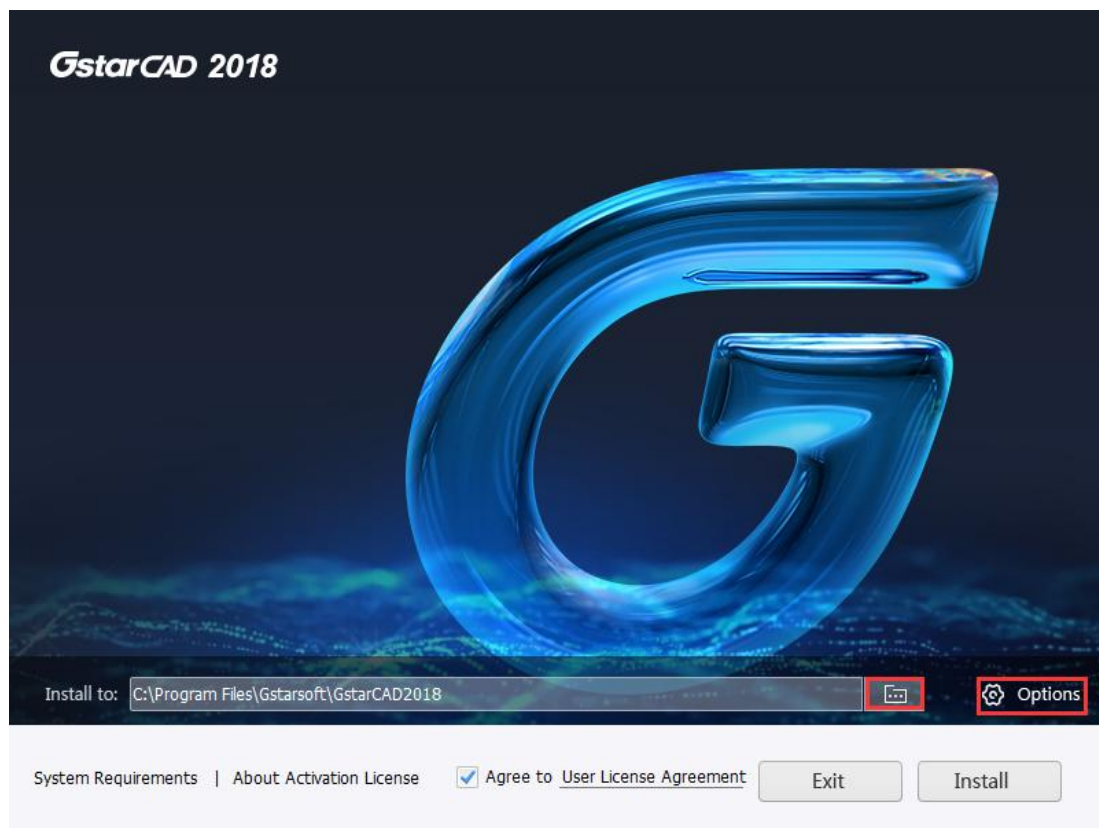 GstarCAD 2018
Install to: C:\Program Files\Gstarsoft\GstarCAD2018 Options
System Requirements | About Activation License Agree to User License Agreement Exit Install